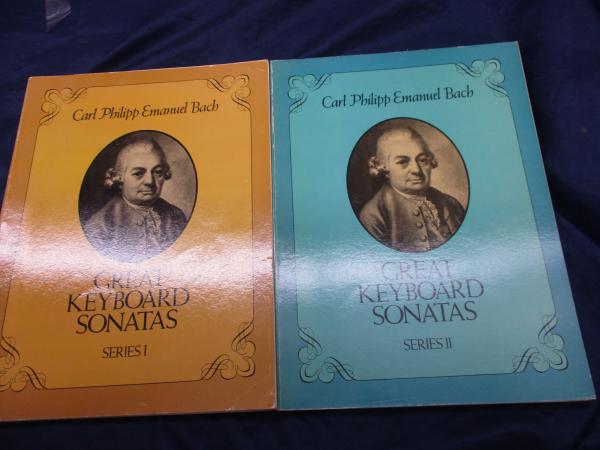 Carl Philipp Emanuel Bach
GREAT
KEYBOARD
SONATAS
SERIES I
Carl Philipp Emanuel Bach
GREAT
KEYBOARD
SONATAS
SERIES II